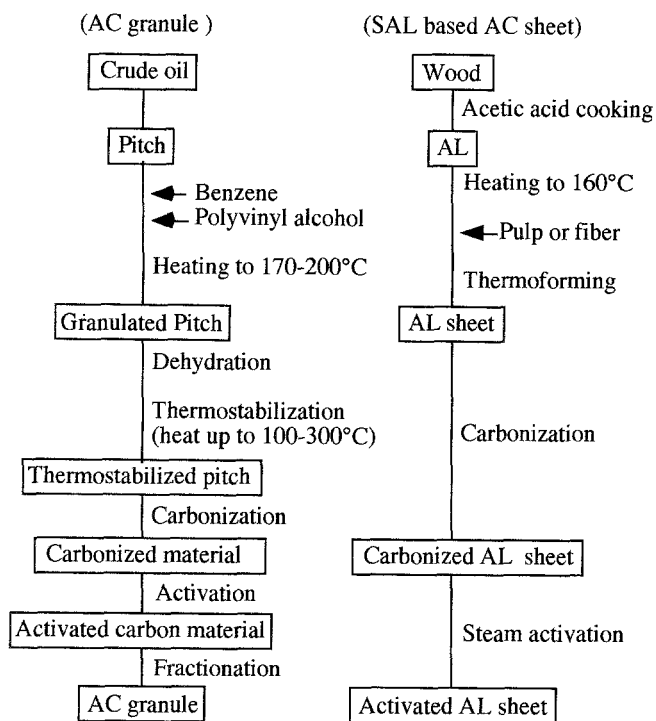 (AC granule )
Crude oil
Pitch
Benzene
Polyvinyl alcohol
Heating to 170-200°C
Granulated Pitch
Dehydration
Thermostabilization
(heat up to 100-300°C)
Thermostabilized pitch
Carbonization
Carbonized material
Activation
Activated carbon material
Fractionation
AC granule
(SAL based AC sheet)
Wood
Acetic acid cooking
AL
Heating to 160°C
Pulp or fiber
Thermoforming
AL sheet
Carbonization
Carbonized AL sheet
Steam activation
Activated AL sheet